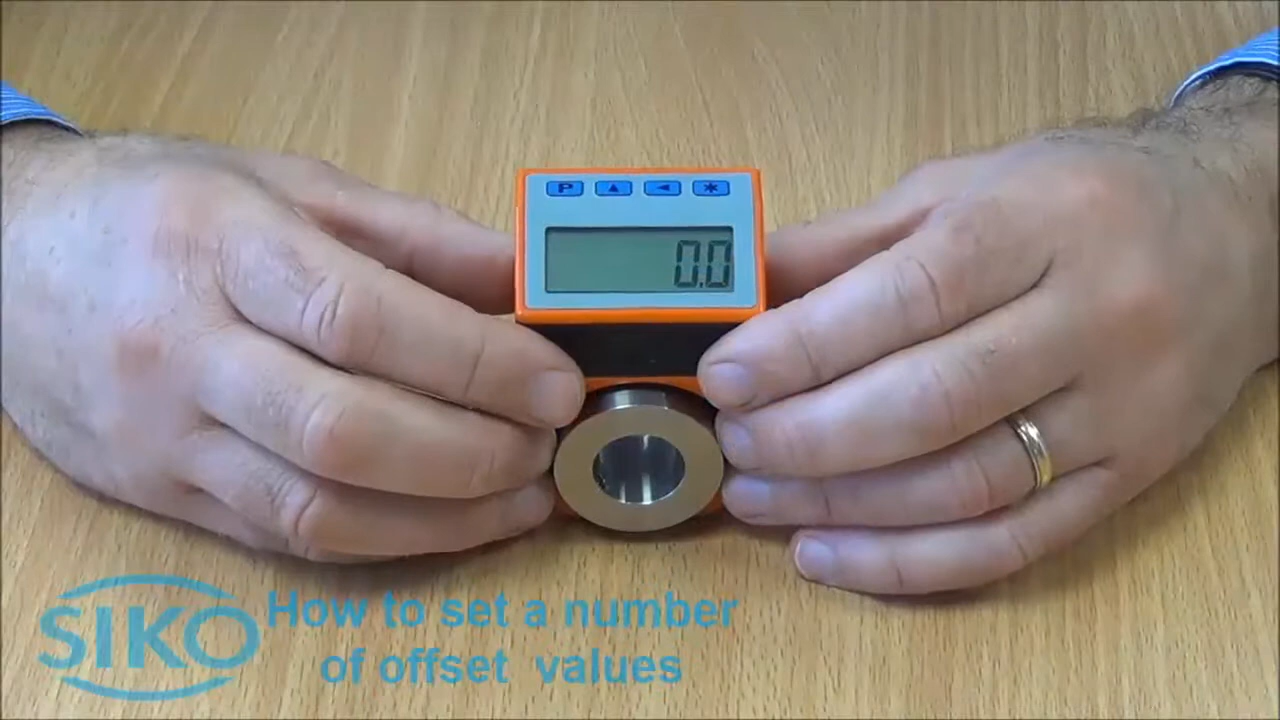 P ▲ ◄ *
0.0
SIKO
How to set a number
of offset values